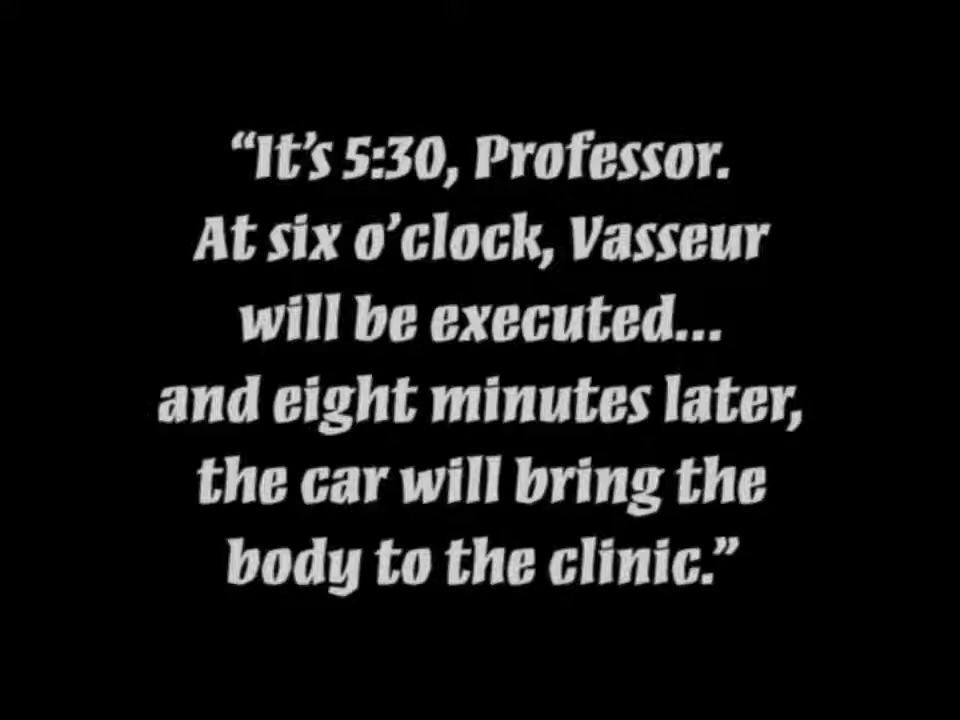 “It’s 5:30, Professor.
At six o’clock, Vasseur
will be executed...
and eight minutes later,
the car will bring the
body to the clinic.”